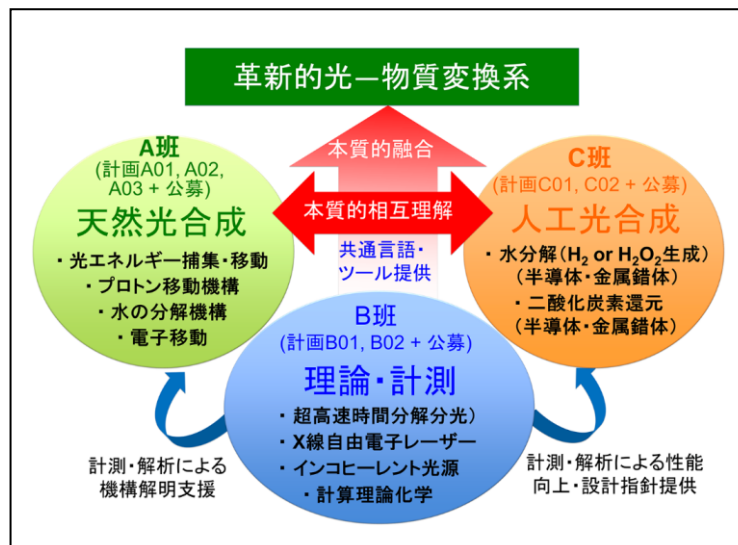 革新的光―物質変換系
A班
(計画A01, A02,
A03 + 公募)
天然光合成
・光エネルギー捕集・移動
・プロトン移動機構
・水の分解機構
・電子移動
本質的融合
本質的相互理解
共通言語・
ツール提供
C班
(計画C01, C02 + 公募)
人工光合成
・水分解(H₂ or H₂O₂生成)
(半導体・金属錯体)
・二酸化炭素還元
(半導体・金属錯体)
B班
(計画B01, B02 + 公募)
理論・計測
・超高速時間分解分光)
・X線自由電子レーザー
・インコヒーレント光源
・計算理論化学
計測・解析による
機構解明支援
計測・解析による性能
向上・設計指針提供